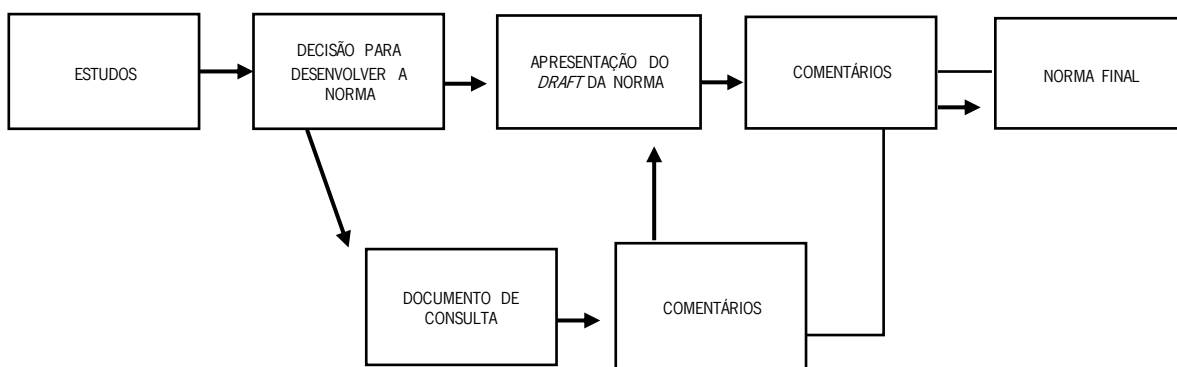 ESTUDOS
DECISÃO PARA
DESENVOLVER A
NORMA
APRESENTAÇÃO DO
DRAFT DA NORMA
COMENTÁRIOS
NORMA FINAL
DOCUMENTO DE
CONSULTA
COMENTÁRIOS